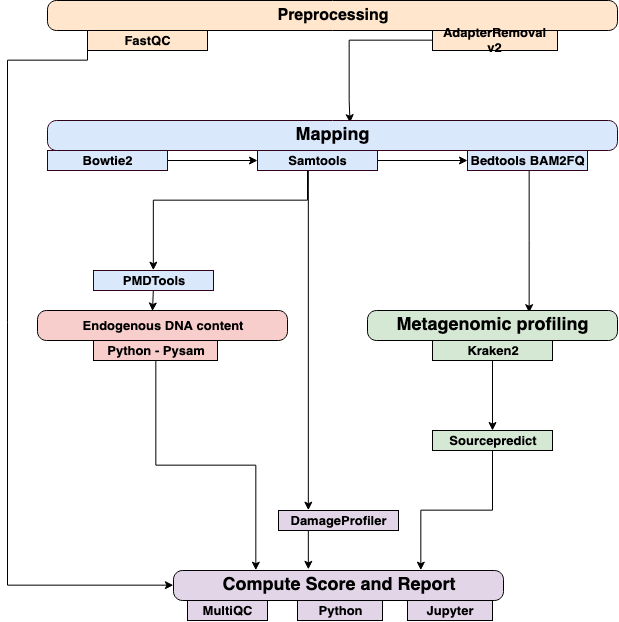 Preprocessing
FastQC
AdapterRemoval
v2
Mapping
Bowtie2
Samtools
Bedtools BAM2FQ
PMDTools
Endogenous DNA content
Python - Pysam
Metagenomic profiling
Kraken2
Sourcepredict
DamageProfiler
Compute Score and Report
MultiQC
Python
Jupyter